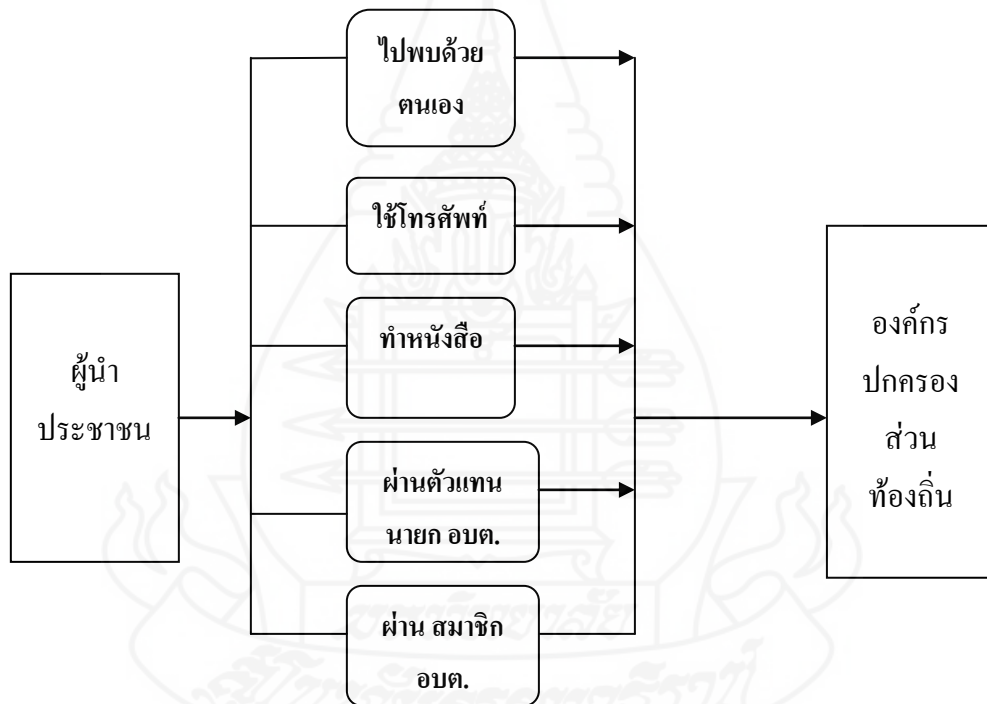 ไปพบด้วย
ตนเอง
ใช้โทรศัพท์
ทำหนังสือ
ผ่านตัวแทน
นายก อบต.
ผ่าน สมาชิก
อบต.
ผู้นำ
ประชาชน
องค์กร
ปกครอง
ส่วน
ท้องถิ่น